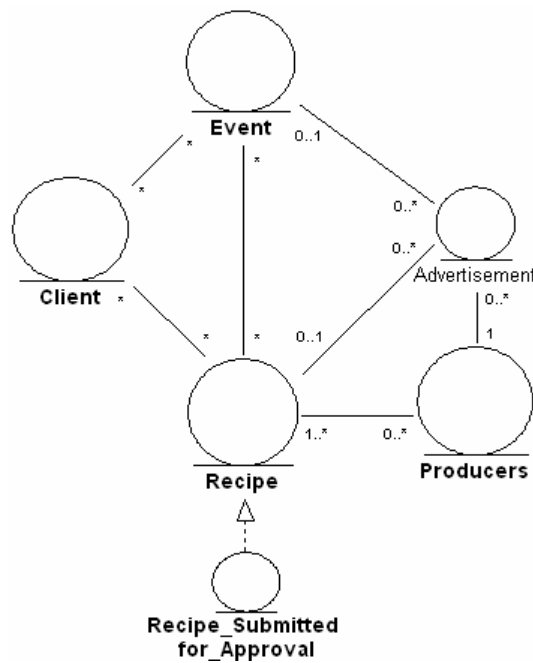 Event
* 0..1
* *
0..*
0..*
Client
Advertisement
*
0..*
* * 0..1 1
1..* 0..*
Recipe
Producers
Recipe_Submitted
for_Approval